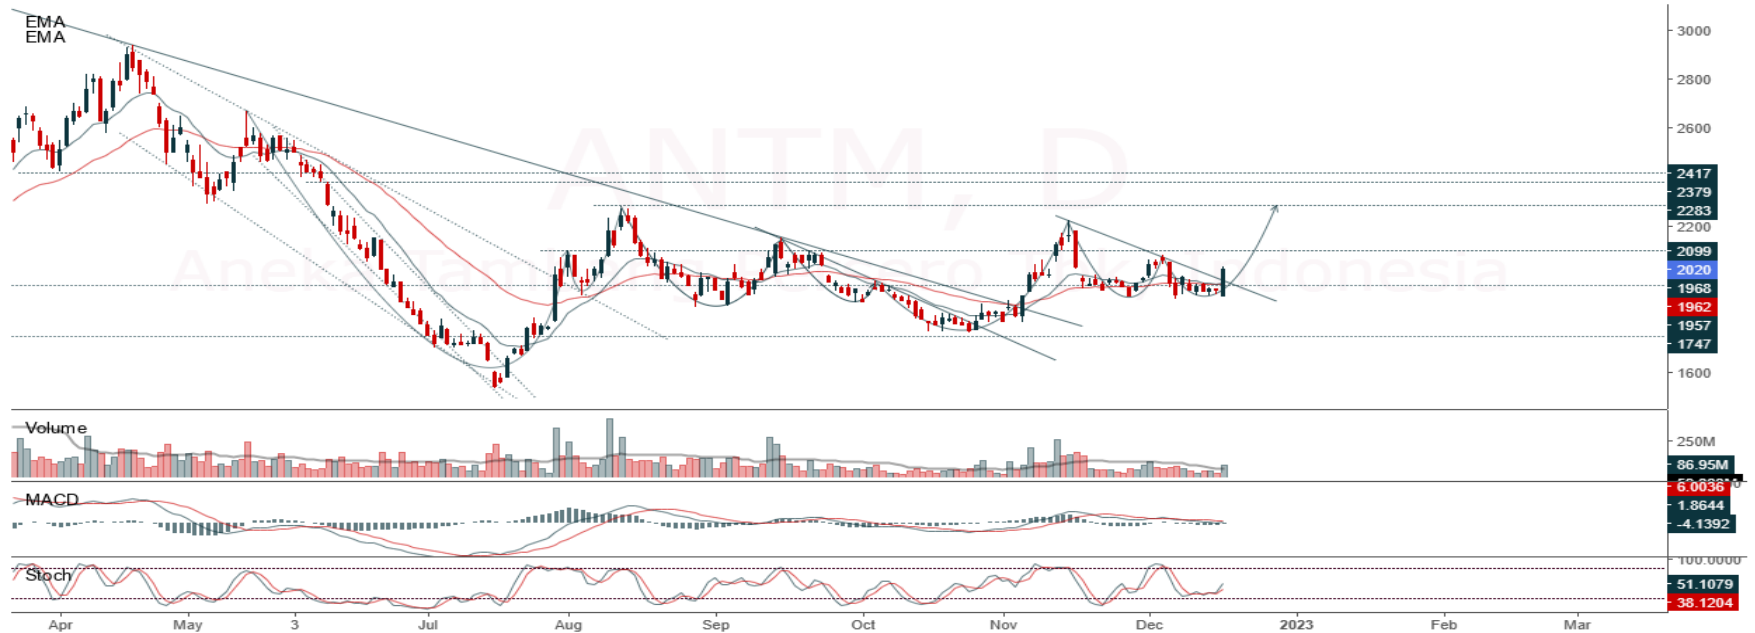 EMA
EMA
3000
2800
2600
ANTM, D
2417
2379
2283
2200
2099
2020
1968
1962
1957
1747
1600
Volume
250M
86.95M
MACD
6.0036
1.8644
-4.1392
Stoch
100.0000
51.1079
38.1204
Apr May 3 Jul Aug Sep Oct Nov Dec 2023 Feb Mar